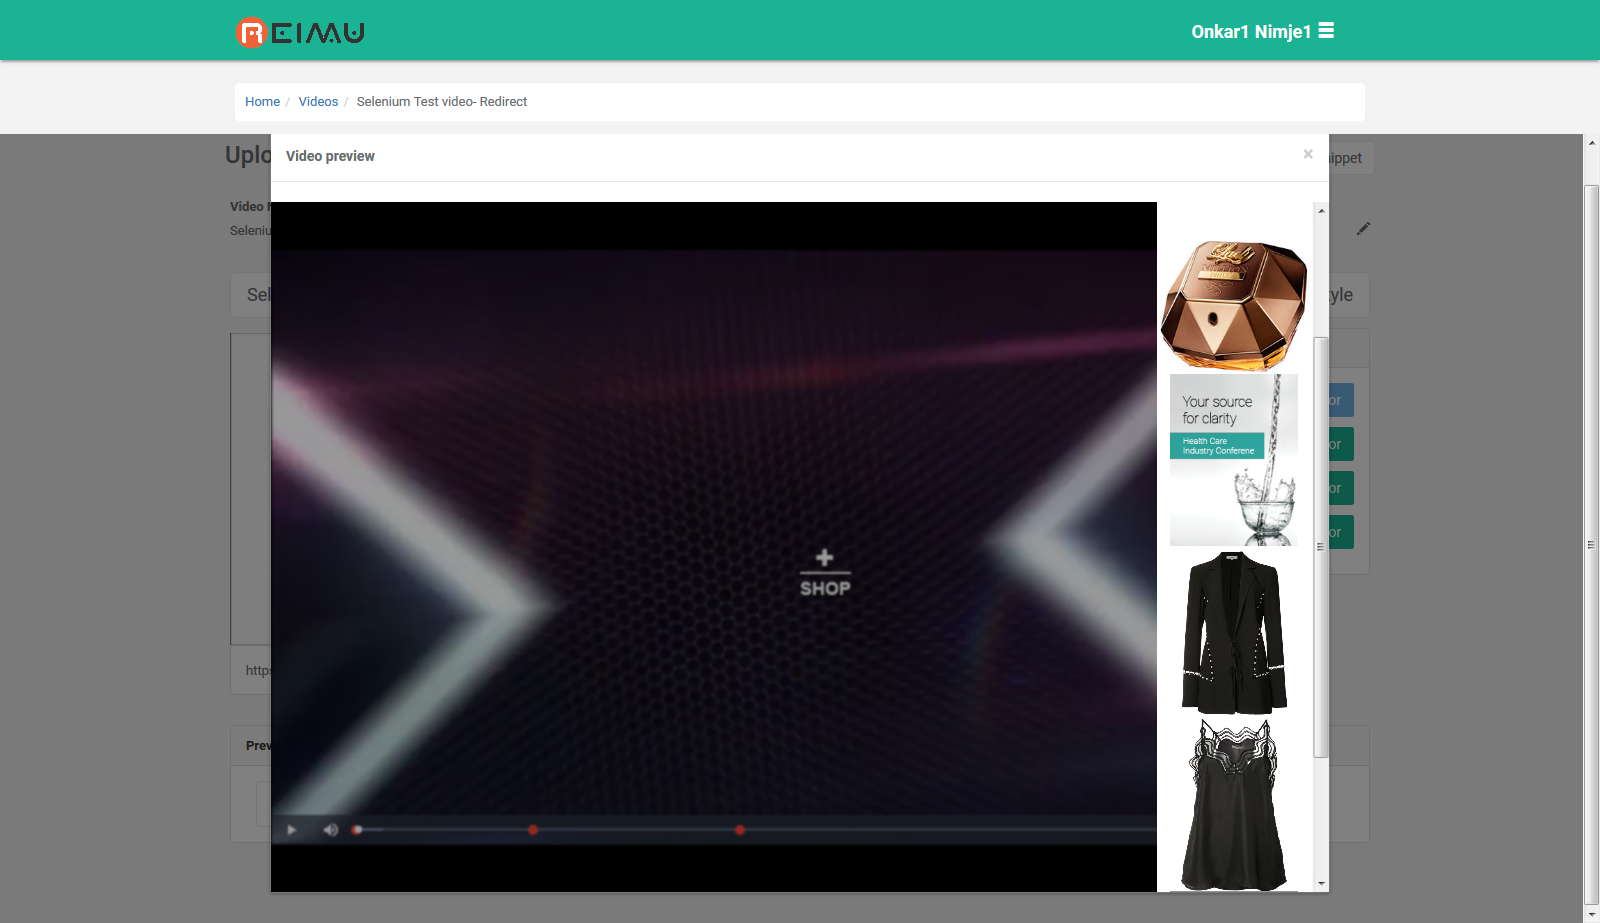 REIMU
Onkar1 Nimje1
Home / Videos / Selenium Test video- Redirect
Uplo
Video preview
×
ippet
Video
Seleniu
Sel
yle
Your source
for clarity
Health Care
Industry Conferene
or
or
or
or
+
SHOP
https
Prev